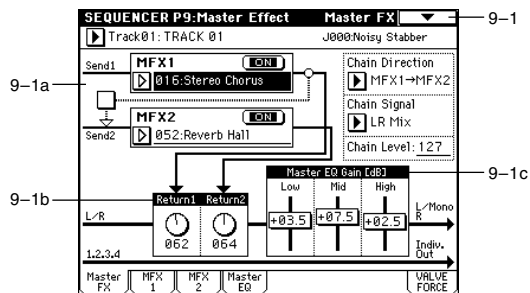 SEQUENCER P9:Master Effect Master FX
9–1
Track01: TRACK 01 J000:Noisy Stabber
Send1
MFX1 ON
016:Stereo Chorus
9–1a
Chain Direction
MFX1→MFX2
Chain Signal
LR Mix
Chain Level: 127
MFX2 ON
052:Reverb Hall
Send2
Master EQ Gain [dB]
9–1c
Low Mid High
+03.5 +07.5 +02.5
9–1b
Return1 Return2
062 064
L/R
L/Mono
R
1.2.3.4
Indiv.
Out
Master
FX
MFX
1
MFX
2
Master
EQ
VALVE
FORCE